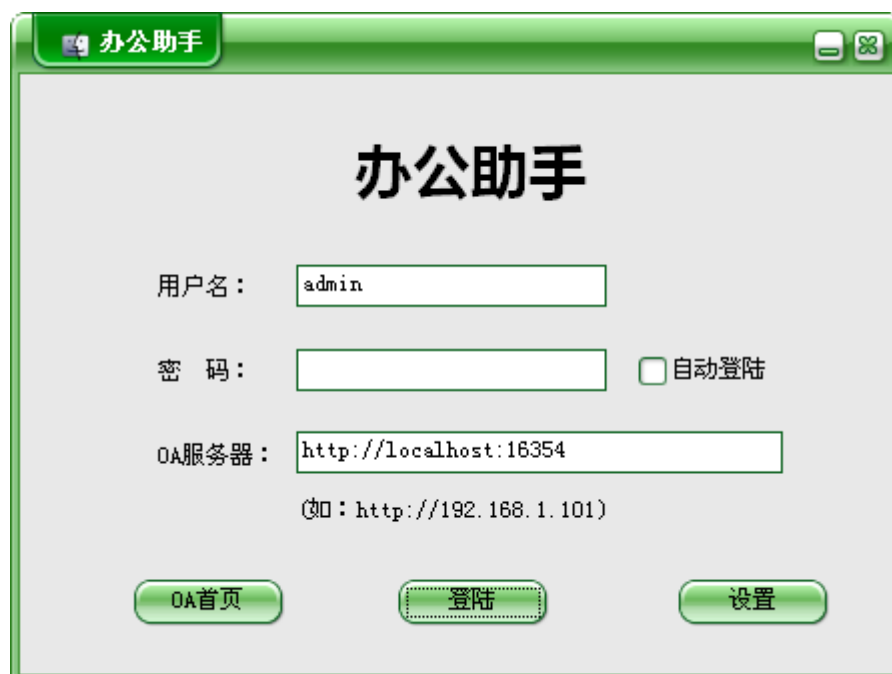 办公助手
办公助手
用户名：
admin
密 码：
自动登陆
OA服务器：
http://localhost:16354
(如：http://192.168.1.101)
OA首页
登陆
设置